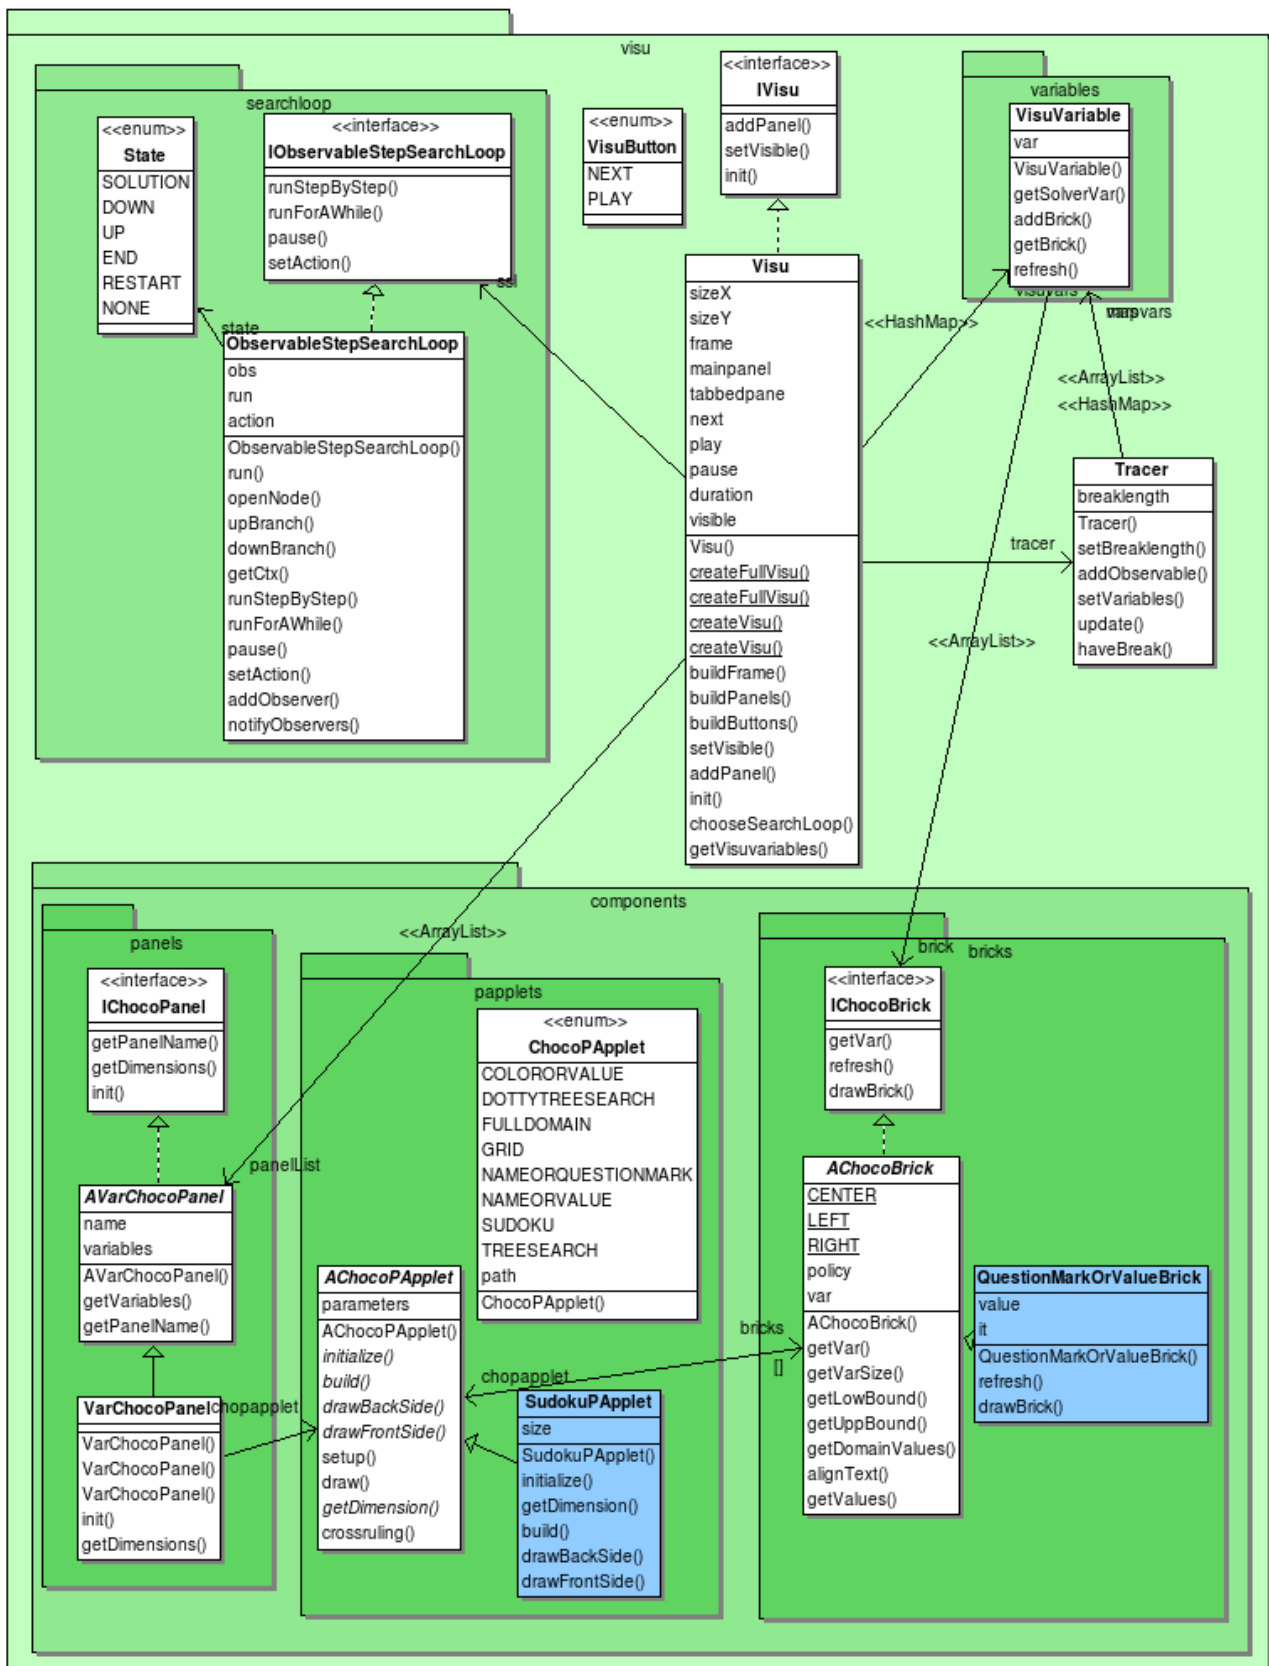 visu
searchloop
<<enum>>
State
SOLUTION
DOWN
UP
END
RESTART
NONE
<<interface>>
IObservableStepSearchLoop
runStepByStep()
runForAWhile()
pause()
setAction()
ssl
state
ObservableStepSearchLoop
obs
run
action
ObservableStepSearchLoop()
run()
openNode()
upBranch()
downBranch()
getCtx()
runStepByStep()
runForAWhile()
pause()
setAction()
addObserver()
notifyObservers()
<<enum>>
VisuButton
NEXT
PLAY
<<interface>>
IVisu
addPanel()
setVisible()
init()
Visu
sizeX
sizeY
frame
mainpanel
tabbedpane
next
play
pause
duration
visible
Visu()
createFullVisu()
createFullVisu()
createVisu()
createVisu()
buildFrame()
buildPanels()
buildButtons()
setVisible()
addPanel()
init()
chooseSearchLoop()
getVisuvariables()
variables
VisuVariable
var
VisuVariable()
getSolverVar()
addBrick()
getBrick()
refresh()
visuvars
<<HashMap>>
<<ArrayList>>
<<HashMap>>
tracer
Tracer
breaklength
Tracer()
setBreaklength()
addObservable()
setVariables()
update()
haveBreak()
<<ArrayList>>
components
panels
<<interface>>
IChocoPanel
getPanelName()
getDimensions()
init()
<<ArrayList>>
panelList
AVarChocoPanel
name
variables
AVarChocoPanel()
getVariables()
getPanelName()
VarChocoPanel
VarChocoPanel()
VarChocoPanel()
VarChocoPanel()
init()
getDimensions()
chopapplet
papplets
<<enum>>
ChocoPApplet
COLORORVALUE
DOTTYTREESEARCH
FULLDOMAIN
GRID
NAMEORQUESTIONMARK
NAMEORVALUE
SUDOKU
TREESEARCH
path
ChocoPApplet()
AChocoPApplet
parameters
AChocoPApplet()
initialize()
build()
drawBackSide()
drawFrontSide()
setup()
draw()
getDimension()
crossruling()
chopapplet
SudokuPApplet
size
SudokuPApplet()
initialize()
getDimension()
build()
drawBackSide()
drawFrontSide()
bricks
[]
brick
bricks
<<interface>>
IChocoBrick
getVar()
refresh()
drawBrick()
AChocoBrick
CENTER
LEFT
RIGHT
policy
var
AChocoBrick()
getVar()
getVarSize()
getLowBound()
getUppBound()
getDomainValues()
alignText()
getValues()
QuestionMarkOrValueBrick
value
it
QuestionMarkOrValueBrick()
refresh()
drawBrick()